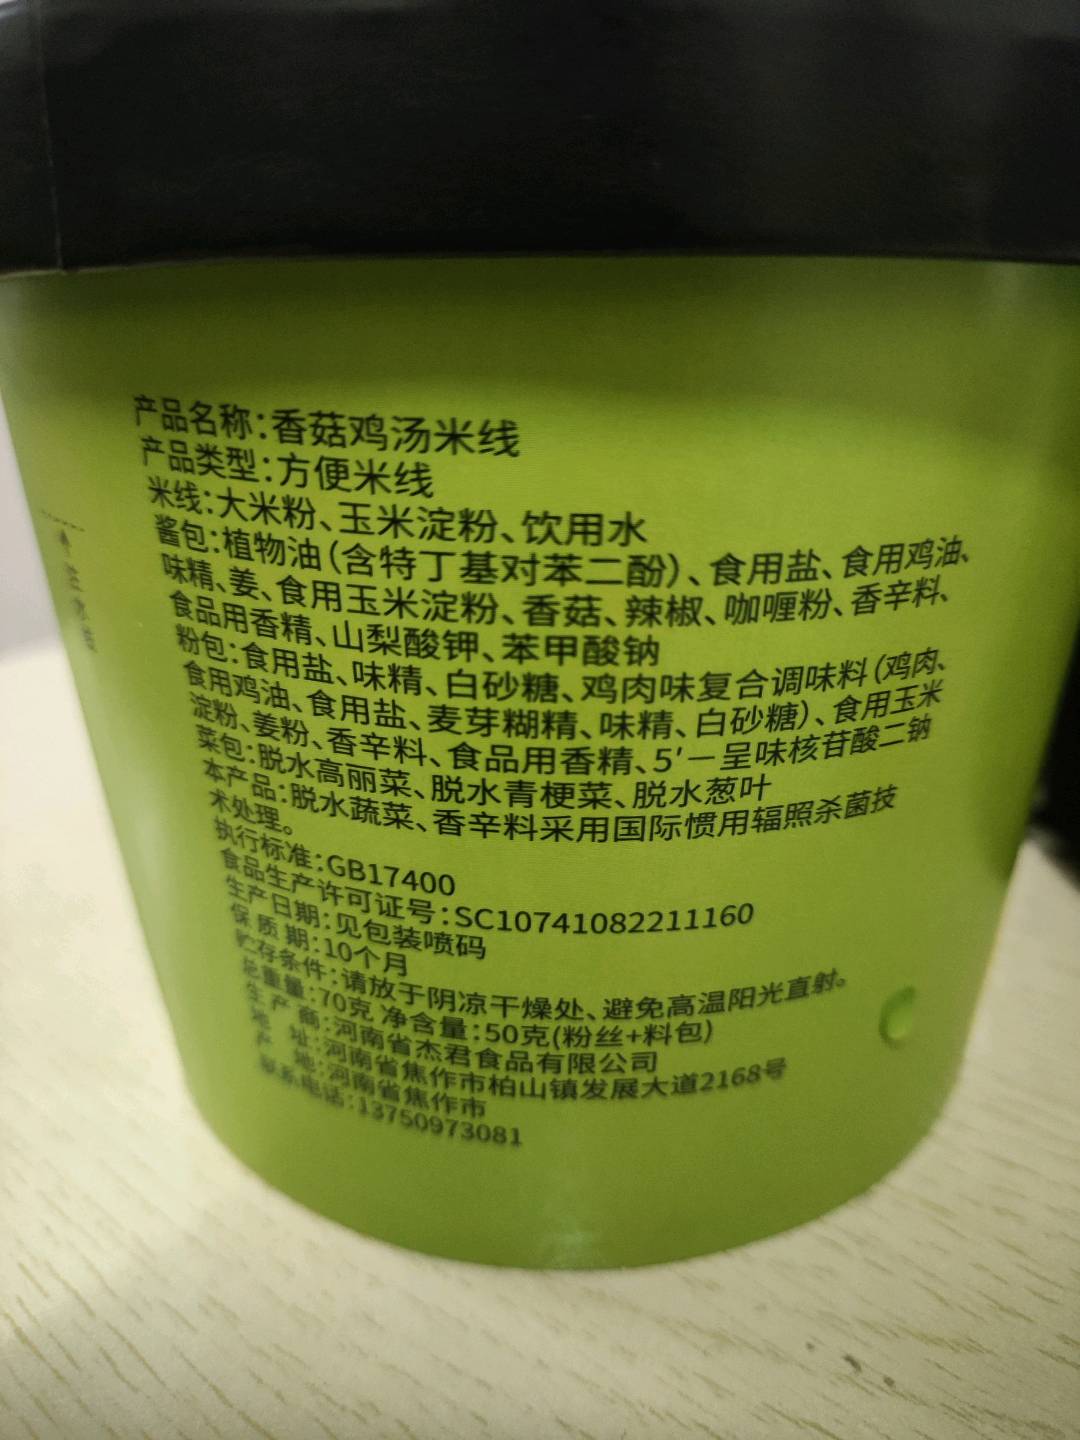 产品名称:香菇鸡汤米线
产品类型:方便米线
米线:大米粉、玉米淀粉、饮用水
酱包:植物油(含特丁基对苯二酚)、食用盐、食用鸡油、
味精、姜、食用玉米淀粉、香菇、辣椒、咖喱粉、香辛料、
食品用香精、山梨酸钾、苯甲酸钠
粉包:食用盐、味精、白砂糖、鸡肉味复合调味料(鸡肉、
食用鸡油、食用盐、麦芽糊精、味精、白砂糖)、食用玉米
淀粉、姜粉、香辛料、食品用香精、5'－呈味核苷酸二钠
菜包:脱水高丽菜、脱水青梗菜、脱水葱叶
本产品:脱水蔬菜、香辛料采用国际惯用辐照杀菌技
术处理。
执行标准:GB17400
食品生产许可证号:SC10741082211160
生产日期:见包装喷码
保质期:10个月
贮存条件:请放于阴凉干燥处、避免高温阳光直射。
总重量:70克 净含量:50克(粉丝+料包)
生产商:河南省杰君食品有限公司
地址:河南省焦作市柏山镇发展大道2168号
产地:河南省焦作市
联系电话:13750973081